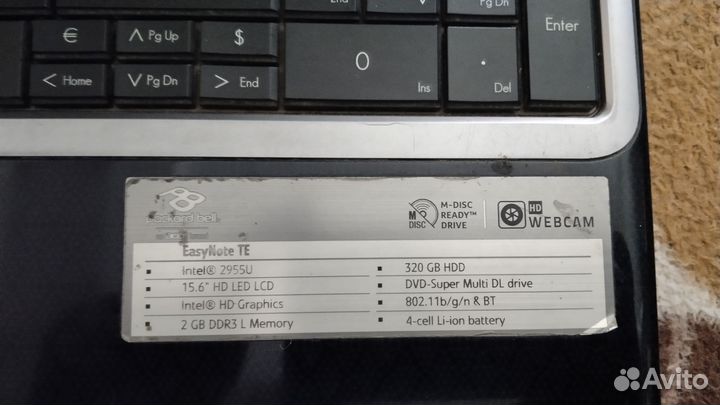 End Pg Dn
€ Pg Up $ Enter
< Home Pg Dn > End 0 Ins . Del
packard bell
M-DISC READY™ DRIVE
M DISC
HD WEBCAM
EasyNote TE
Intel® 2955U
15.6" HD LED LCD
Intel® HD Graphics
2 GB DDR3 L Memory
320 GB HDD
DVD-Super Multi DL drive
802.11b/g/n & BT
4-cell Li-ion battery
Avito